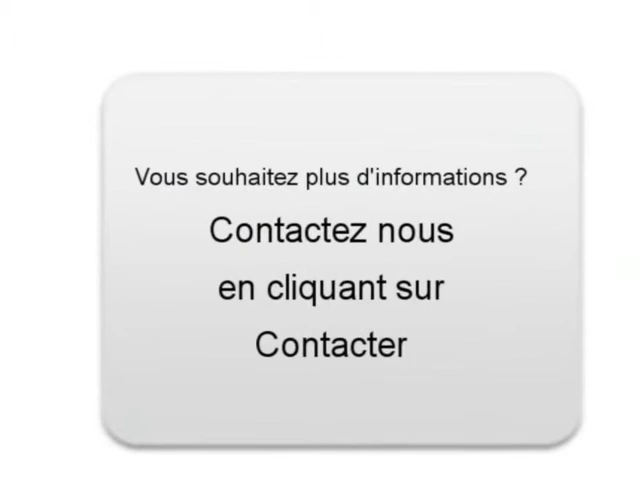 Vous souhaitez plus d'informations ?
Contactez nous
en cliquant sur
Contacter